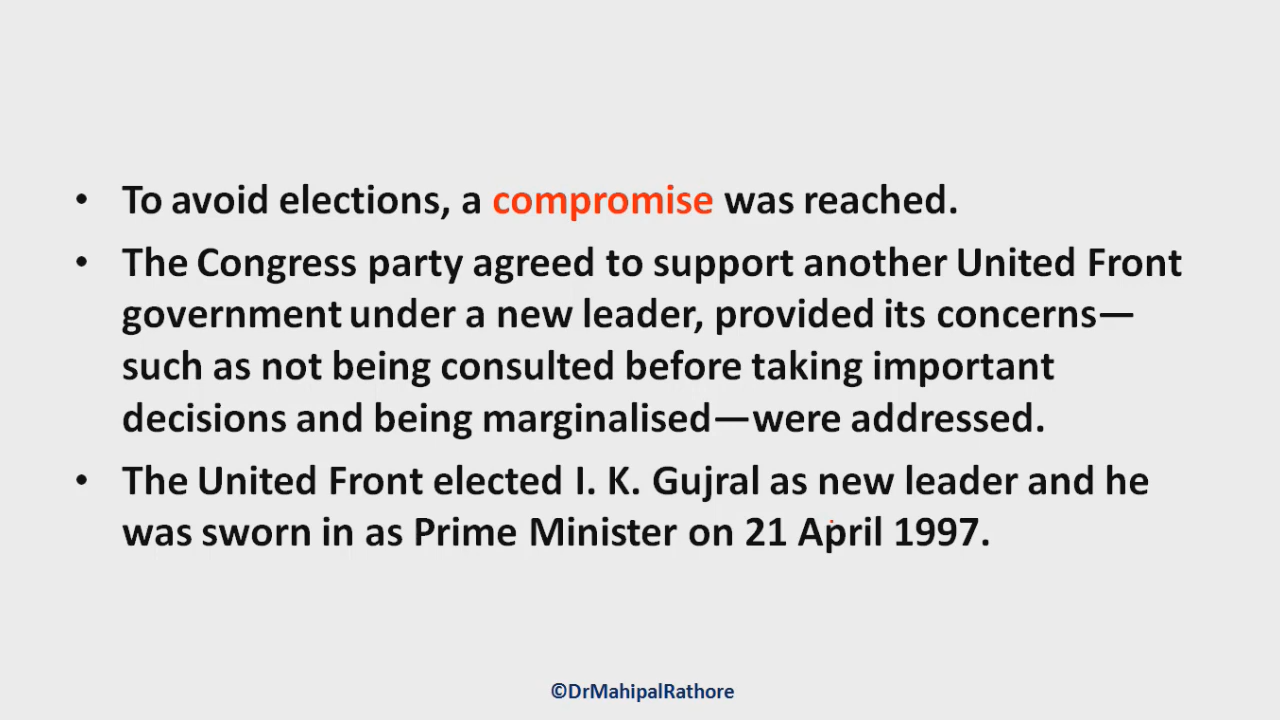 • To avoid elections, a compromise was reached.
• The Congress party agreed to support another United Front
government under a new leader, provided its concerns—
such as not being consulted before taking important
decisions and being marginalised—were addressed.
• The United Front elected I. K. Gujral as new leader and he
was sworn in as Prime Minister on 21 April 1997.
©DrMahipalRathore